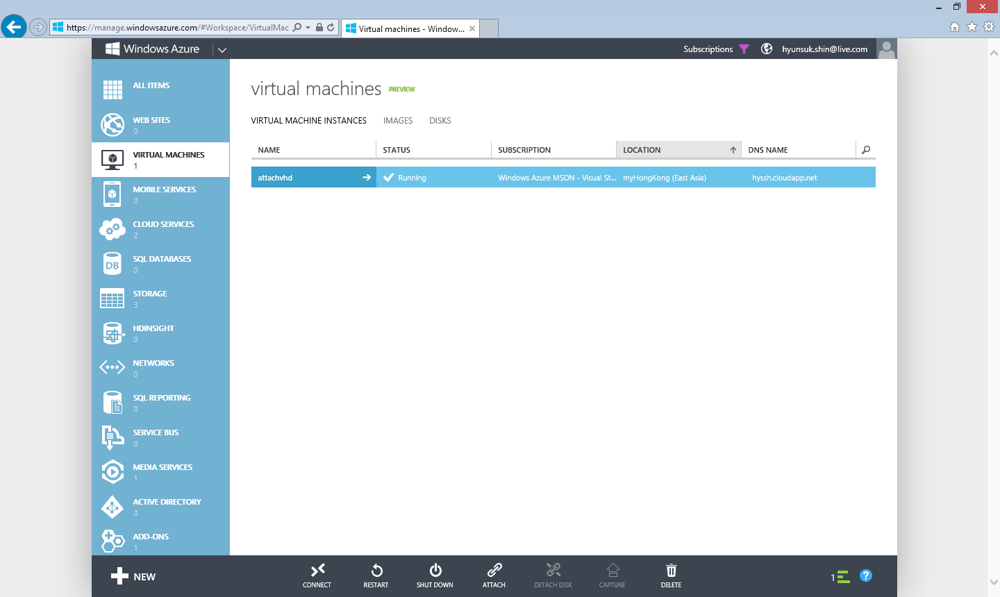 https://manage.windowsazure.com/#Workspace/VirtualMac
Virtual machines - Window...
Windows Azure
Subscriptions
hyunsuk.shin@live.com
ALL ITEMS
WEB SITES
0
VIRTUAL MACHINES
1
MOBILE SERVICES
0
CLOUD SERVICES
2
SQL DATABASES
0
DB
STORAGE
3
HDINSIGHT
0
NETWORKS
0
SQL REPORTING
0
SERVICE BUS
0
MEDIA SERVICES
1
ACTIVE DIRECTORY
0
ADD-ONS
1
virtual machines PREVIEW
VIRTUAL MACHINE INSTANCES IMAGES DISKS
NAME STATUS SUBSCRIPTION LOCATION DNS NAME
attachvhd Running Windows Azure MSDN - Visual St... myHongKong (East Asia) hyssh.cloudapp.net
NEW
CONNECT RESTART SHUT DOWN ATTACH DETACH DISK CAPTURE DELETE
1
?